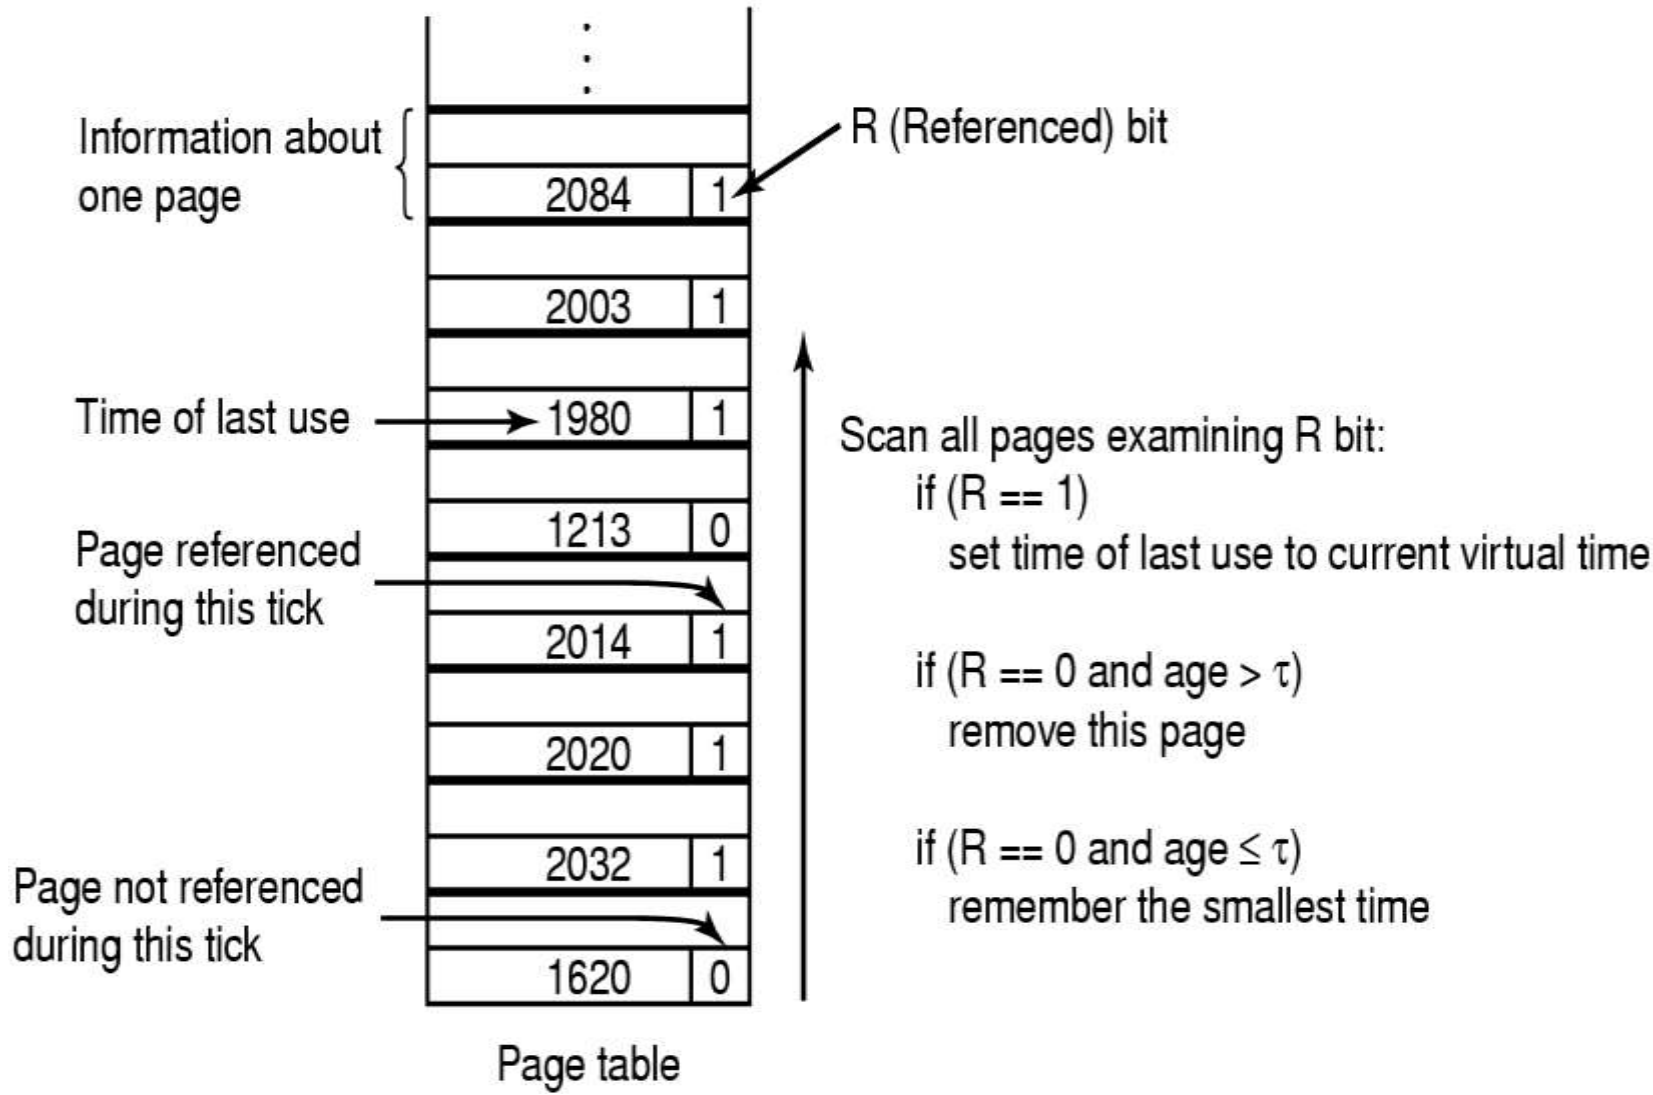 Information about
one page
R (Referenced) bit
2084 1
2003 1
Time of last use
1980 1
Scan all pages examining R bit:
if (R == 1)
set time of last use to current virtual time
1213 0
Page referenced
during this tick
2014 1
if (R == 0 and age > τ)
remove this page
2020 1
2032 1
if (R == 0 and age ≤ τ)
remember the smallest time
Page not referenced
during this tick
1620 0
Page table